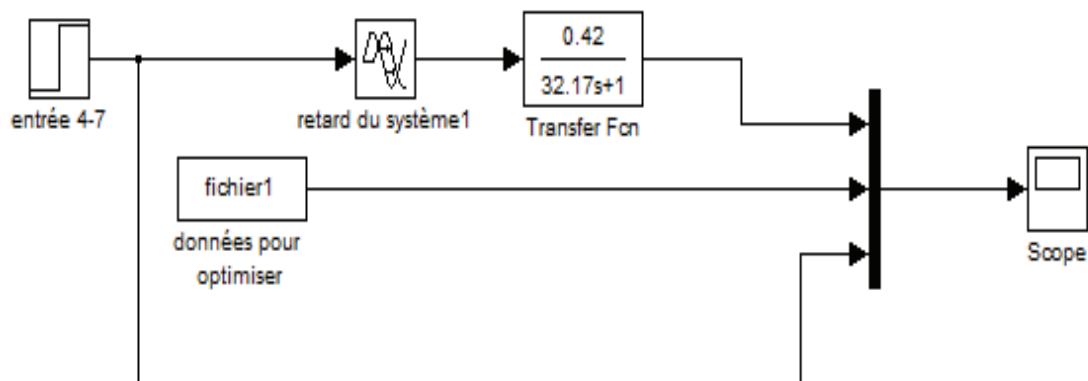 0.42
32.17s+1
entrée 4-7
retard du système1
Transfer Fcn
fichier1
données pour
optimiser
Scope